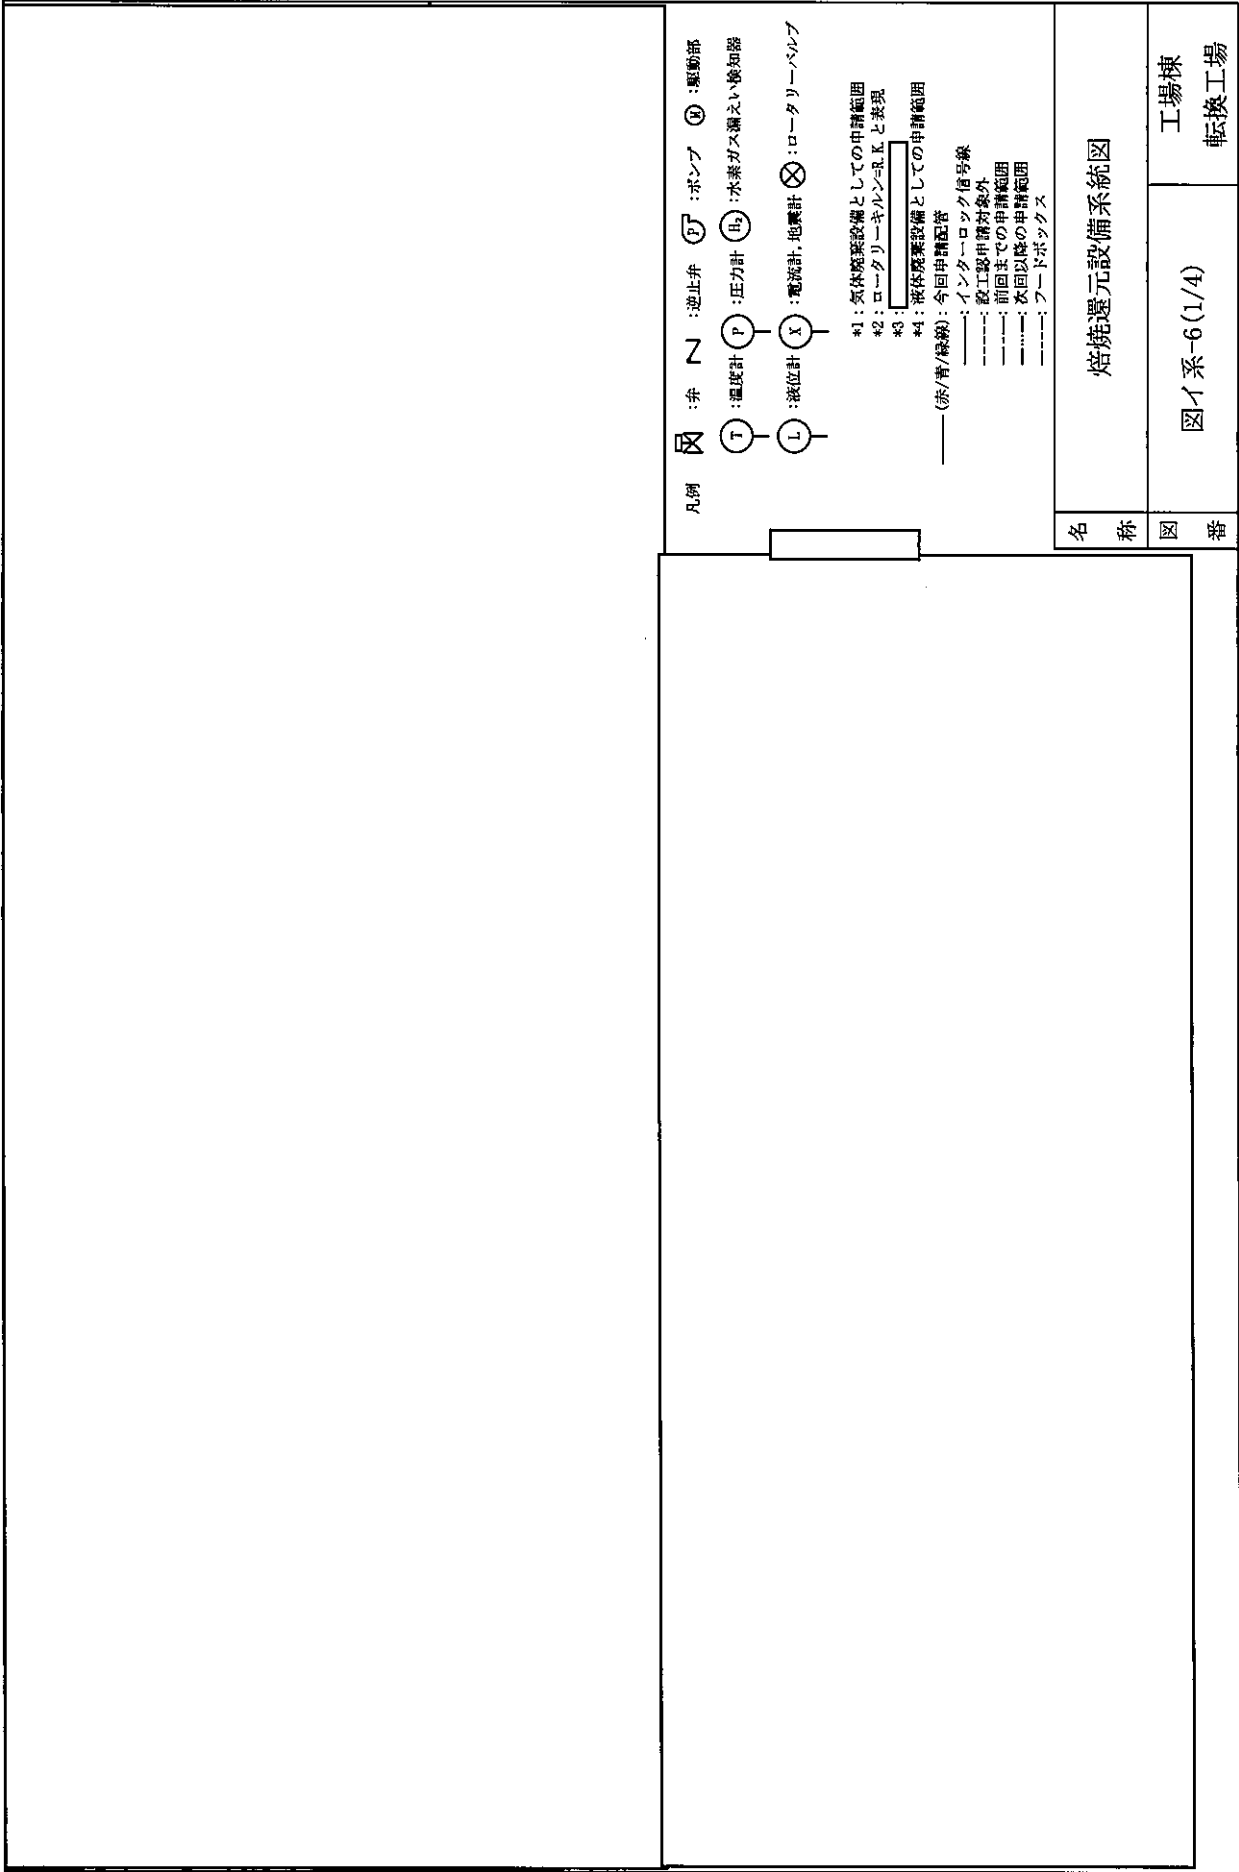 凡例 :弁 Z :逆止弁 P :ポンプ M :駆動部
T :温度計 P :圧力計 H₂ :水素ガス漏えい検知器
L :液位計 X :電流計,地震計 :ロータリーバルブ
*1:気体廃棄設備としての申請範囲
*2:ロータリーキルン=R.K.と表現
*3:
*4:液体廃棄設備としての申請範囲
(赤/青/緑線):今回申請配管
:インターロック信号線
:設工認申請対象外
:前回までの申請範囲
:次回以降の申請範囲
:フードボックス
名称 焙焼還元設備系統図
図番 図イ系-6(1/4) 工場棟
転換工場